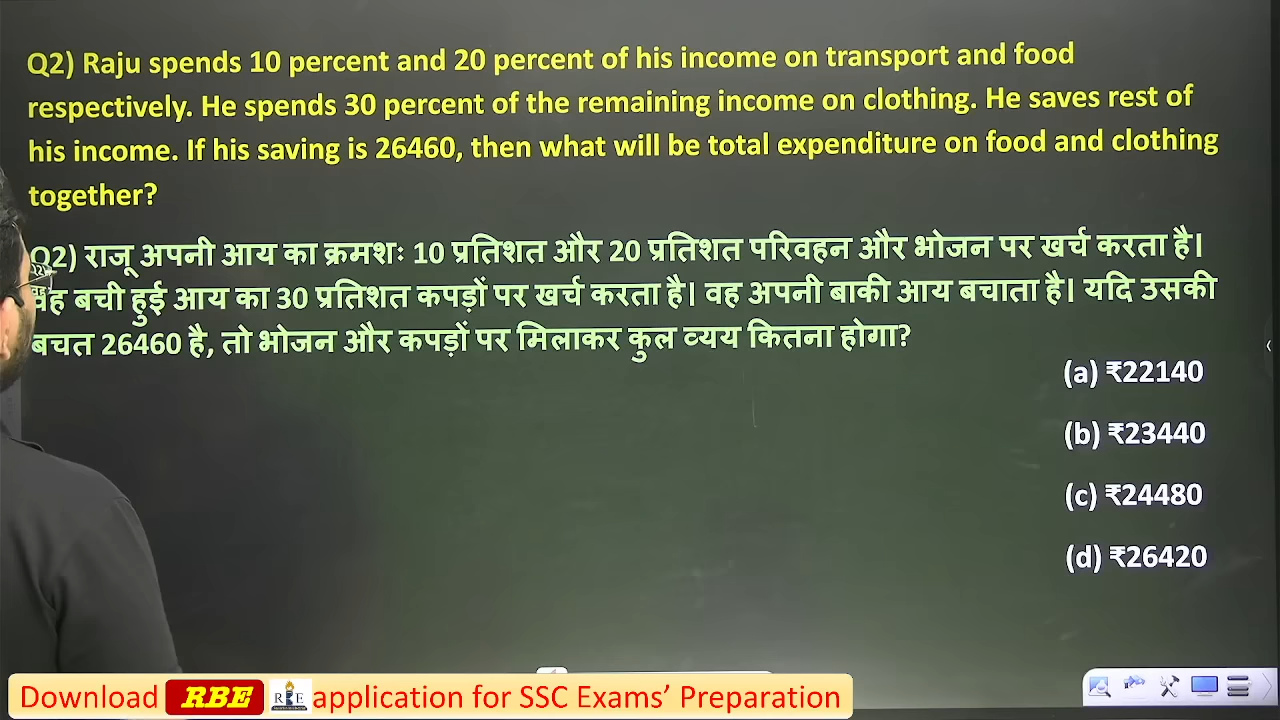 Q2) Raju spends 10 percent and 20 percent of his income on transport and food
respectively. He spends 30 percent of the remaining income on clothing. He saves rest of
his income. If his saving is 26460, then what will be total expenditure on food and clothing
together?
Q2) राजू अपनी आय का क्रमशः 10 प्रतिशत और 20 प्रतिशत परिवहन और भोजन पर खर्च करता है।
वह बची हुई आय का 30 प्रतिशत कपड़ों पर खर्च करता है। वह अपनी बाकी आय बचाता है। यदि उसकी
बचत 26460 है, तो भोजन और कपड़ों पर मिलाकर कुल व्यय कितना होगा?
(a) ₹22140
(b) ₹23440
(c) ₹24480
(d) ₹26420
Download RBE RBE application for SSC Exams’ Preparation